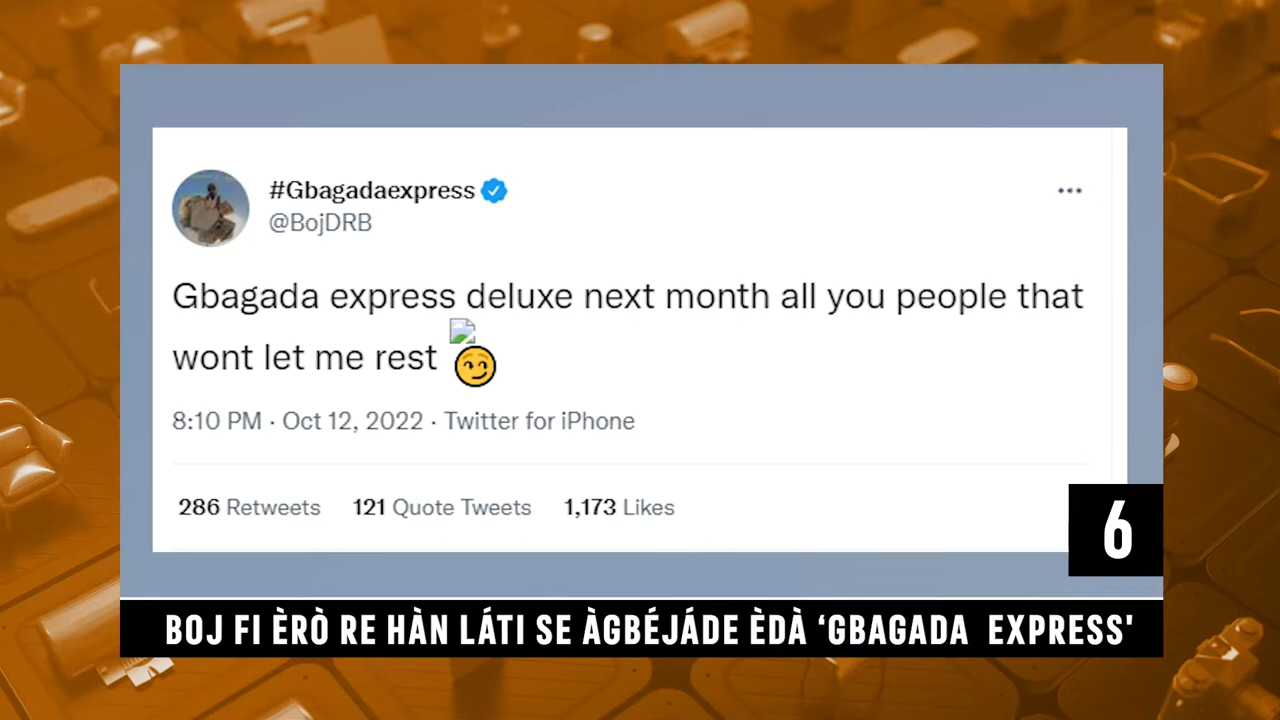 #Gbagadaexpress
@BojDRB
Gbagada express deluxe next month all you people that
wont let me rest 😏
8:10 PM · Oct 12, 2022 · Twitter for iPhone
286 Retweets 121 Quote Tweets 1,173 Likes
6
BOJ FI ÈRÒ RE HÀN LÁTI SE ÀGBÉJÁDE ÈDÀ ‘GBAGADA EXPRESS'